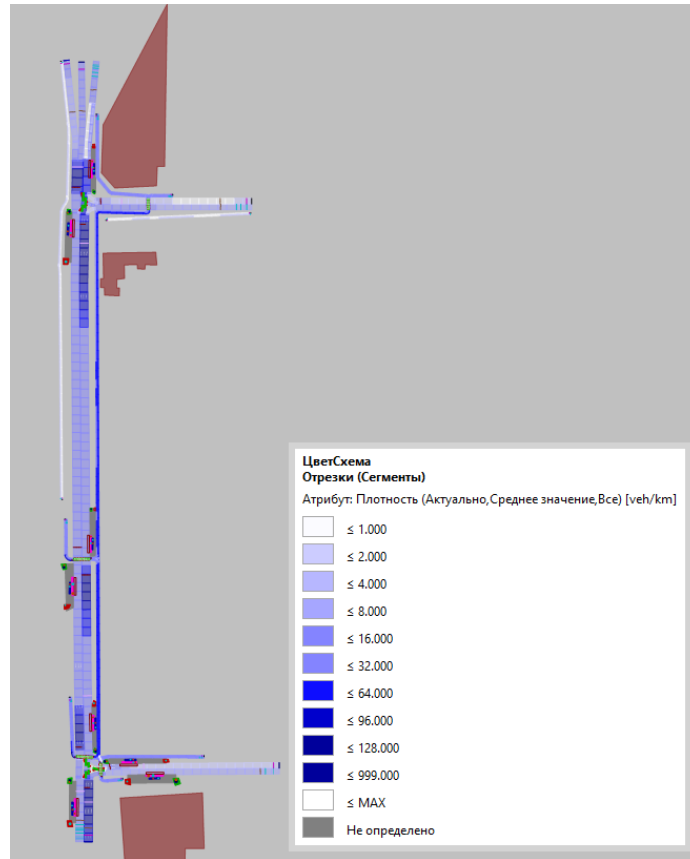 ЦветСхема
Отрезки (Сегменты)
Атрибут: Плотность (Актуально,Среднее значение,Все) [veh/km]
≤ 1.000
≤ 2.000
≤ 4.000
≤ 8.000
≤ 16.000
≤ 32.000
≤ 64.000
≤ 96.000
≤ 128.000
≤ 999.000
≤ MAX
Не определено